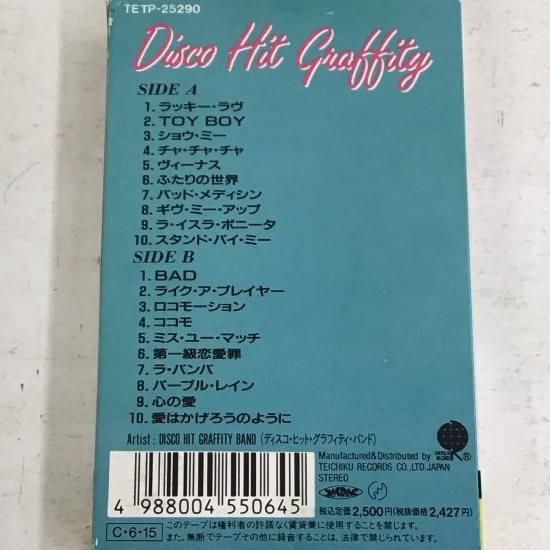 TETP-25290
Disco Hit Graffity
SIDE A
1. ラッキー・ラヴ
2. TOY BOY
3. ショウ・ミー
4. チャ・チャ・チャ
5. ヴィーナス
6. ふたりの世界
7. バッド・メディシン
8. ギヴ・ミー・アップ
9. ラ・イスラ・ボニータ
10. スタンド・バイ・ミー
SIDE B
1. BAD
2. ライク・ア・プレイヤー
3. ロコモーション
4. ココモ
5. ミス・ユー・マッチ
6. 第一級恋愛罪
7. ラ・バンバ
8. パープル・レイン
9. 心の愛
10. 愛はかげろうのように
Artist : DISCO HIT GRAFFITY BAND (ディスコ・ヒット・グラフィティ・バンド)
Manufactured & Distributed by
TEICHIKU RECORDS CO.,LTD.JAPAN
STEREO
®
4 988004 550645
税込定価2,500円(税抜価格2,427円)
C・6・15
このテープは権利者の許諾なく賃貸業に使用することを禁じます。
また、無断でテープその他に録音することは、法律で禁じられています。